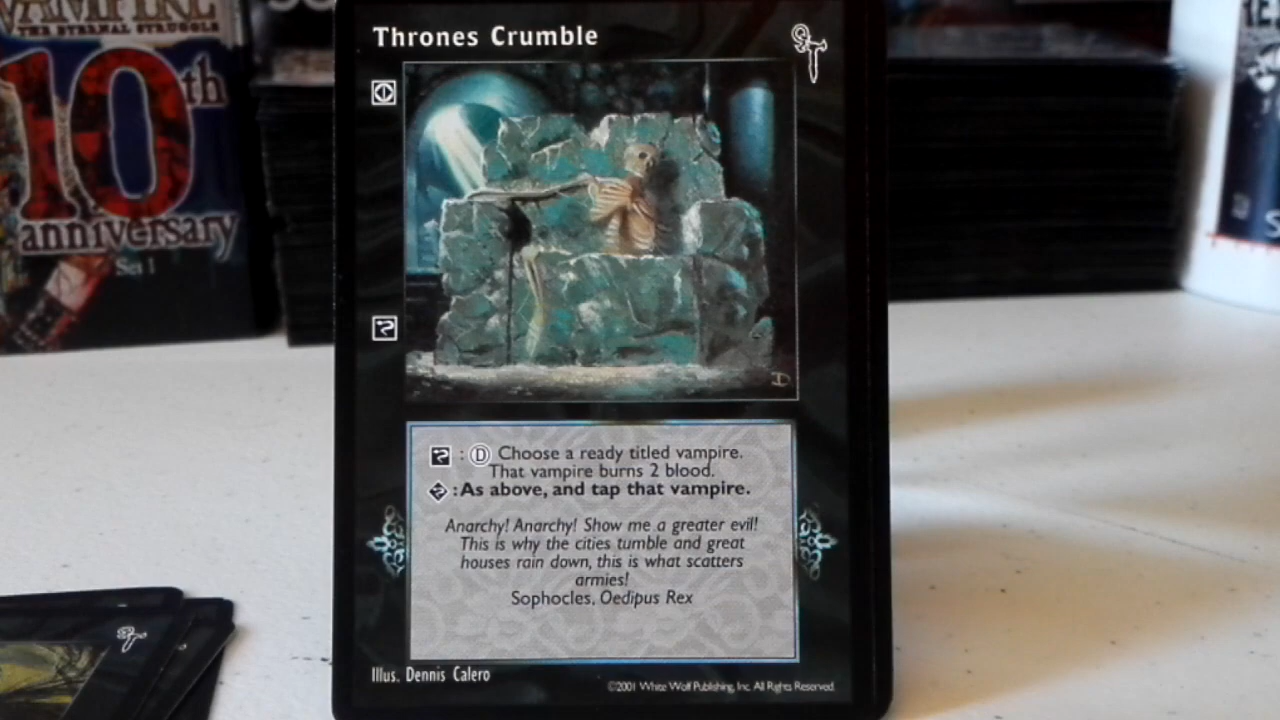 VAMPIRE
THE ETERNAL STRUGGLE
10th
anniversary
Set 1
Thrones Crumble
: D Choose a ready titled vampire.
That vampire burns 2 blood.
:As above, and tap that vampire.
Anarchy! Anarchy! Show me a greater evil!
This is why the cities tumble and great
houses rain down, this is what scatters
armies!
Sophocles, Oedipus Rex
Illus. Dennis Calero
©2001 White Wolf Publishing, Inc. All Rights Reserved.